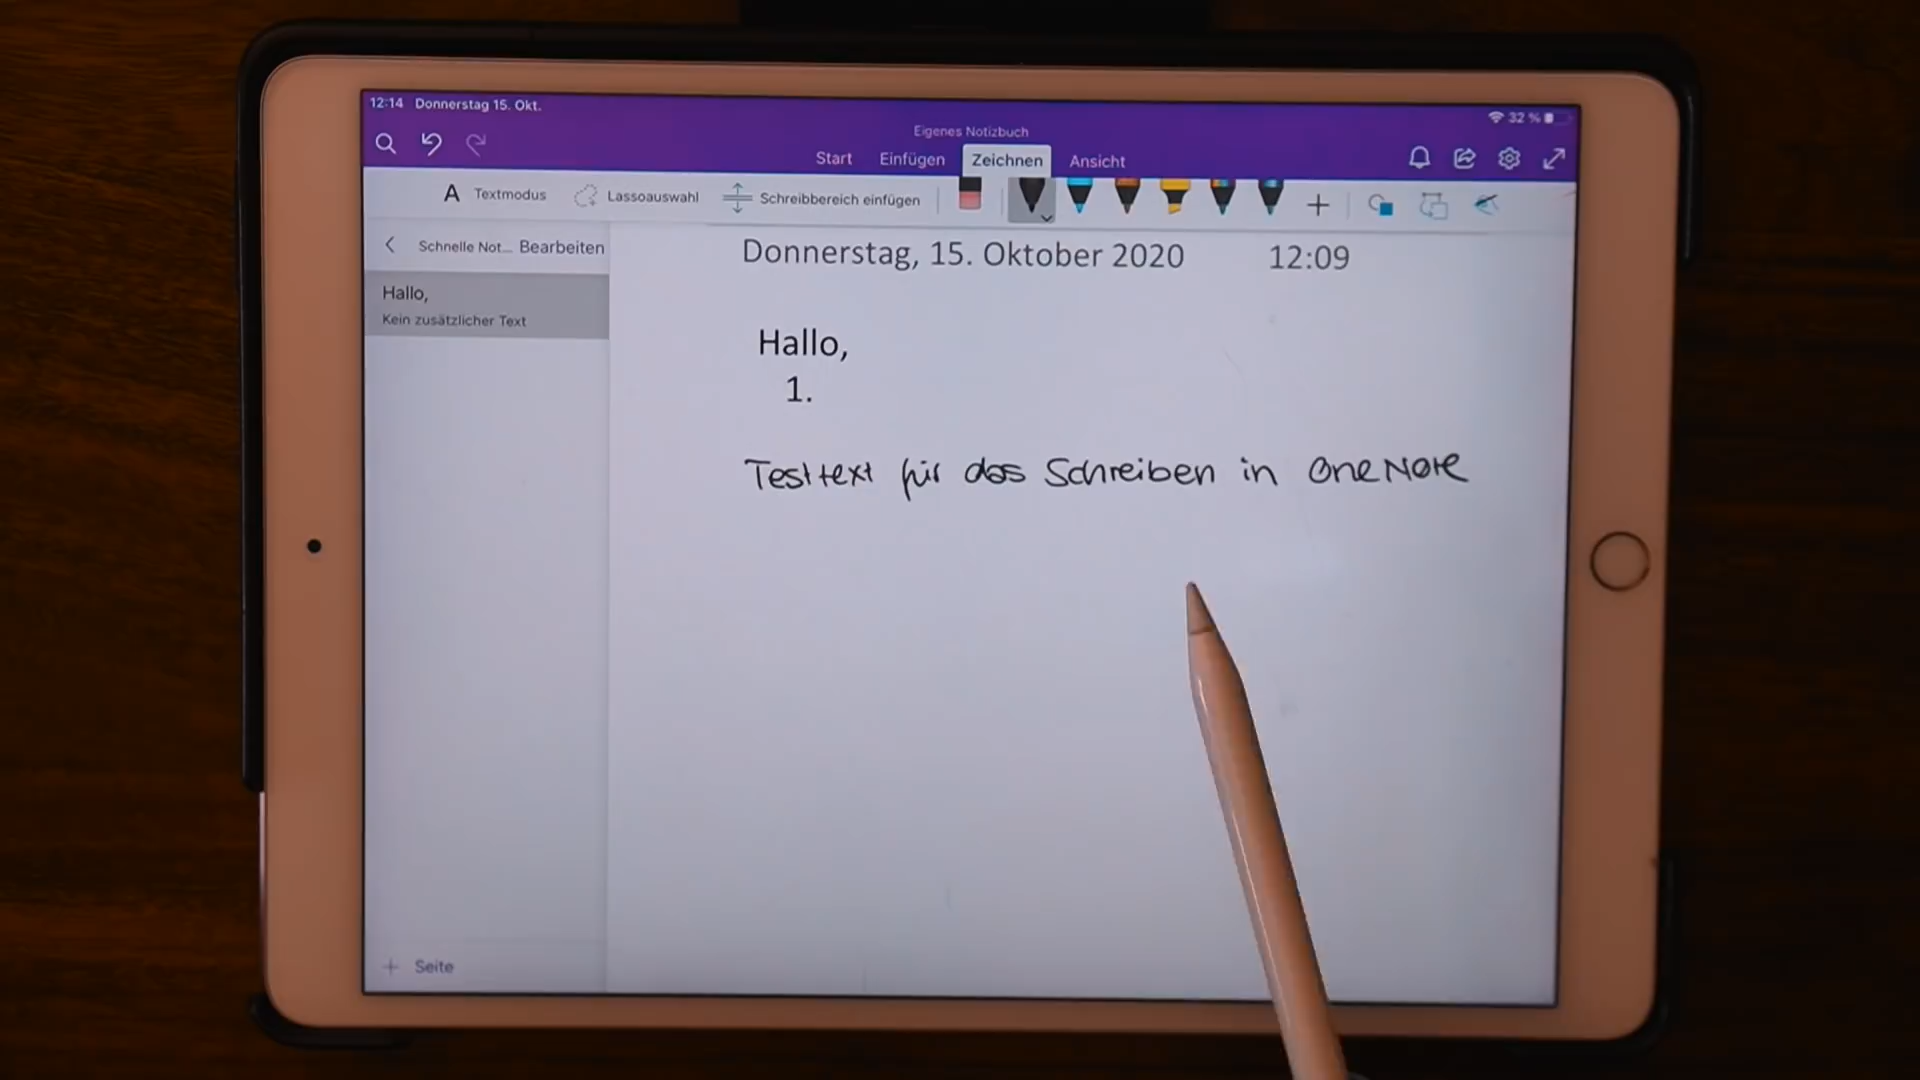 12:14 Donnerstag 15. Okt.
32 %
Eigenes Notizbuch
Start Einfügen Zeichnen Ansicht
A Textmodus Lassoauswahl Schreibbereich einfügen
Schnelle Not... Bearbeiten
Hallo,
Kein zusätzlicher Text
Donnerstag, 15. Oktober 2020 12:09
Hallo,
1.
Testtext für das Schreiben in OneNote
+ Seite